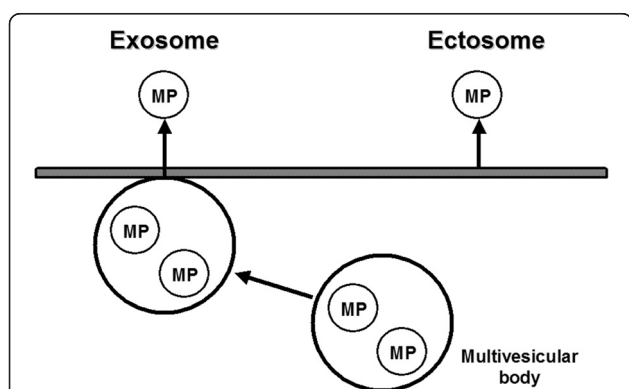 Exosome Ectosome
MP MP
MP
MP
MP
MP
Multivesicular
body